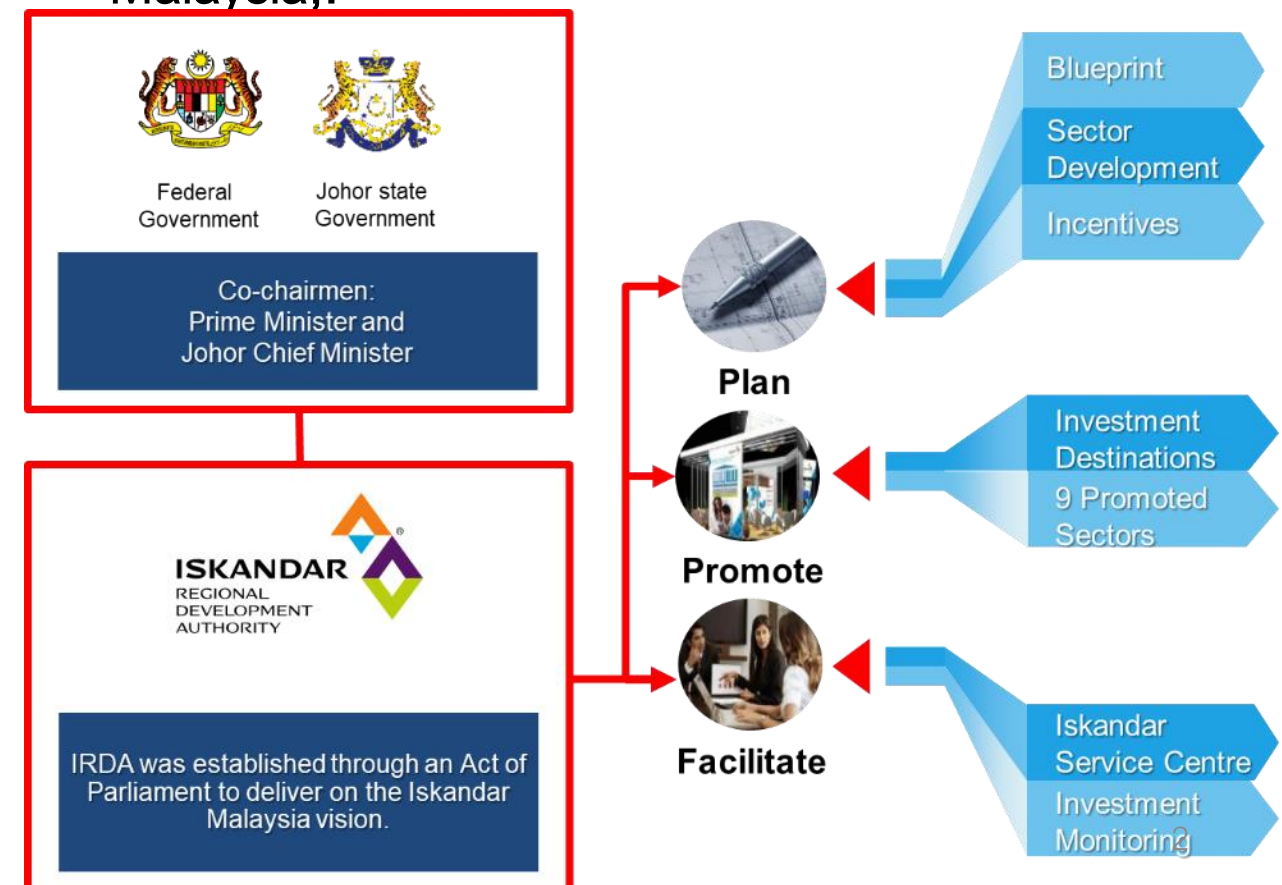 Malaysia,.
Federal
Government
Johor state
Government
Co-chairmen:
Prime Minister and
Johor Chief Minister
ISKANDAR
REGIONAL
DEVELOPMENT
AUTHORITY
®
IRDA was established through an Act of
Parliament to deliver on the Iskandar
Malaysia vision.
Plan
Promote
Facilitate
Blueprint
Sector
Development
Incentives
Investment
Destinations
9 Promoted
Sectors
Iskandar
Service Centre
Investment
Monitoring
2